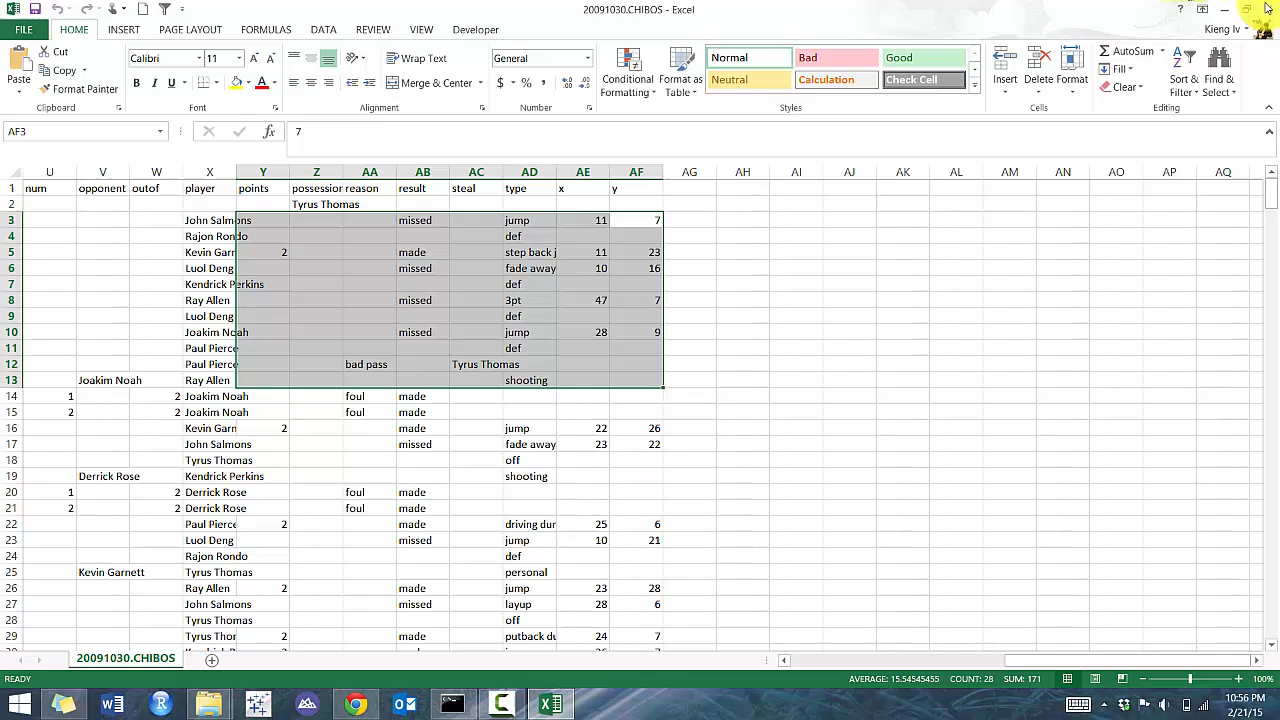 20091030.CHIBOS - Excel
?
FILE HOME INSERT PAGE LAYOUT FORMULAS DATA REVIEW VIEW Developer Kieng Iv
Paste Cut Copy Format Painter Clipboard
Calibri 11 Font
Wrap Text Merge & Center Alignment
General Number
Conditional Formatting Format as Table
Normal Bad Good
Neutral Calculation Check Cell
Styles
Insert Delete Format Cells
AutoSum Fill Clear Sort & Filter Find & Select Editing
AF3 fx 7
U V W X Y Z AA AB AC AD AE AF AG AH AI AJ AK AL AM AN AO AP AQ
1 num opponent outof player points possession reason result steal type x y
2 Tyrus Thomas
3 John Salmons missed jump 11 7
4 Rajon Rondo def
5 Kevin Garn 2 made step back j 11 23
6 Luol Deng missed fade away 10 16
7 Kendrick Perkins def
8 Ray Allen missed 3pt 47 7
9 Luol Deng def
10 Joakim Noah missed jump 28 9
11 Paul Pierce def
12 Paul Pierce bad pass Tyrus Thomas
13 Joakim Noah Ray Allen shooting
14 1 2 Joakim Noah foul made
15 2 2 Joakim Noah foul made
16 Kevin Garn 2 made jump 22 26
17 John Salmons missed fade away 23 22
18 Tyrus Thomas off
19 Derrick Rose Kendrick Perkins shooting
20 1 2 Derrick Rose foul made
21 2 2 Derrick Rose foul made
22 Paul Pierce 2 made driving dun 25 6
23 Luol Deng missed jump 10 21
24 Rajon Rondo def
25 Kevin Garnett Tyrus Thomas personal
26 Ray Allen 2 made jump 23 28
27 John Salmons missed layup 28 6
28 Tyrus Thomas off
29 Tyrus Thor 2 made putback du 24 7
20091030.CHIBOS
READY AVERAGE: 15.54545455 COUNT: 28 SUM: 171 100%
10:56 PM
2/21/15